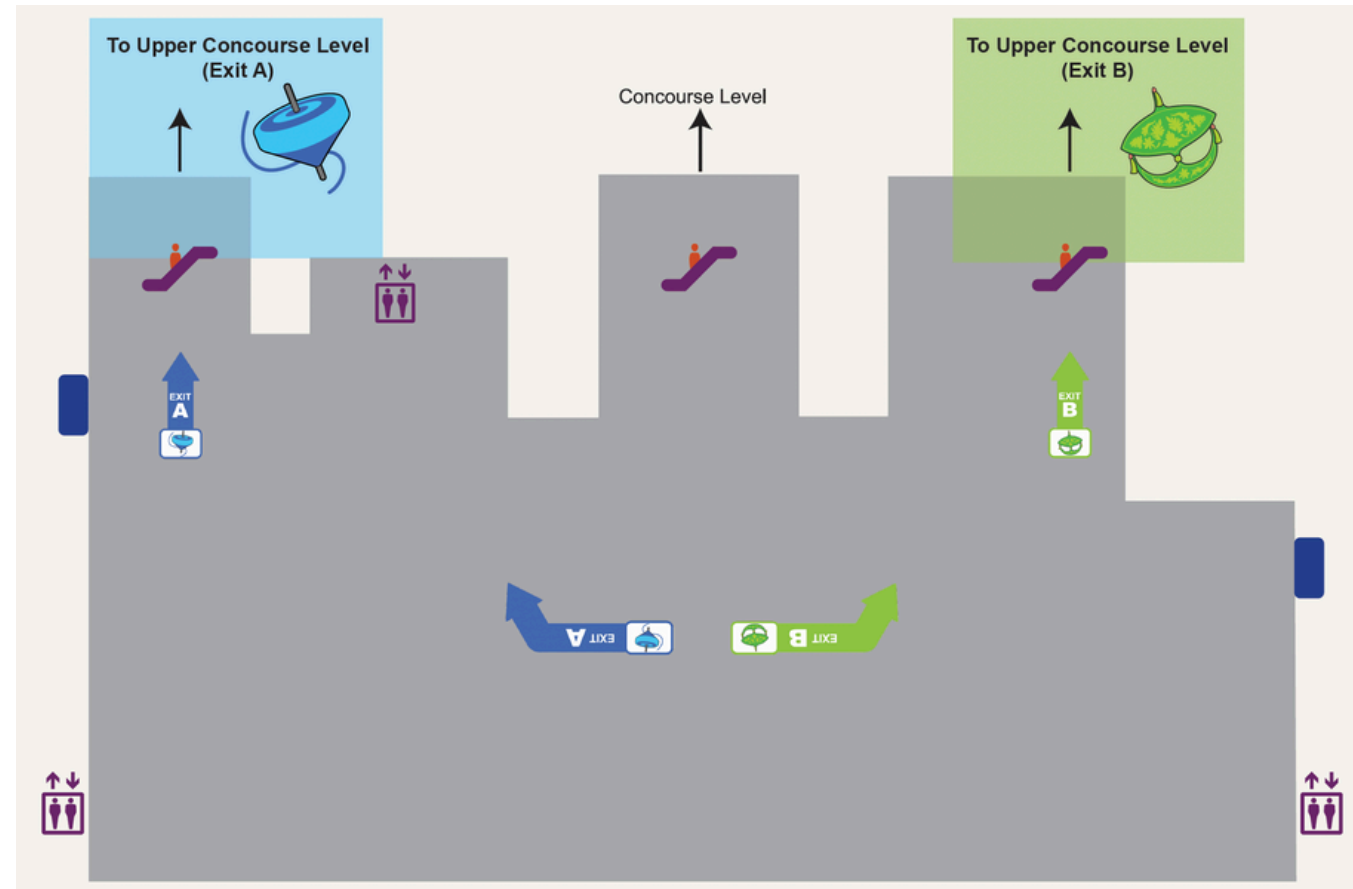 To Upper Concourse Level
(Exit A)
Concourse Level
To Upper Concourse Level
(Exit B)
EXIT
A
EXIT
B
EXIT A
EXIT B